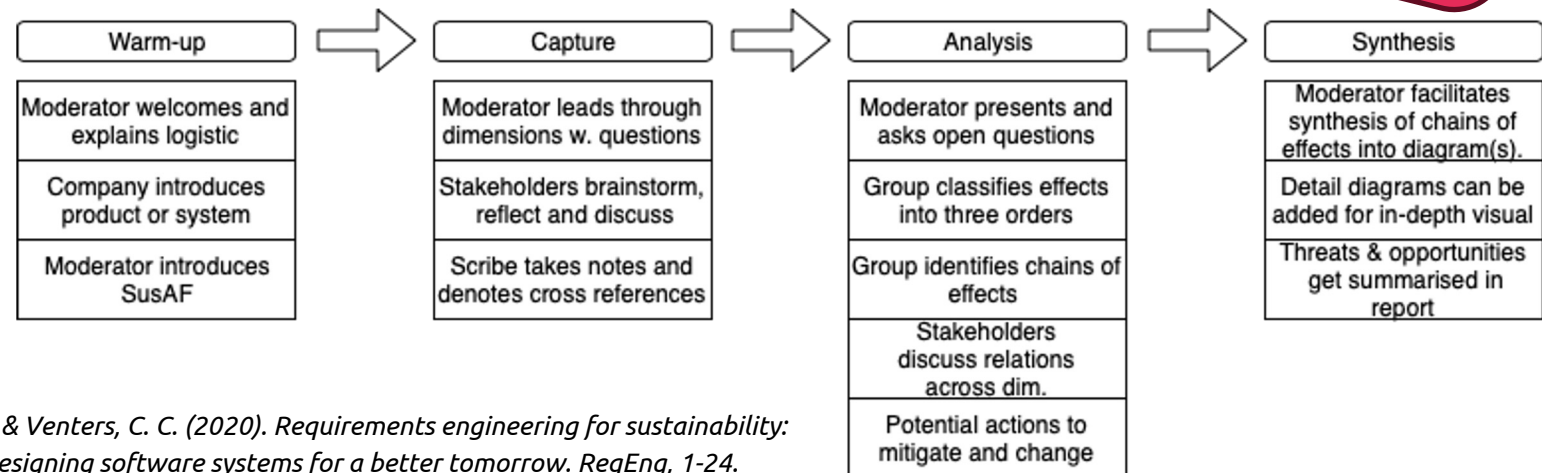 Warm-up
Moderator welcomes and
explains logistic
Company introduces
product or system
Moderator introduces
SusAF
Capture
Moderator leads through
dimensions w. questions
Stakeholders brainstorm,
reflect and discuss
Scribe takes notes and
denotes cross references
Analysis
Moderator presents and
asks open questions
Group classifies effects
into three orders
Group identifies chains of
effects
Stakeholders
discuss relations
across dim.
Potential actions to
mitigate and change
Synthesis
Moderator facilitates
synthesis of chains of
effects into diagram(s).
Detail diagrams can be
added for in-depth visual
Threats & opportunities
get summarised in
report
& Venters, C. C. (2020). Requirements engineering for sustainability:
esigning software systems for a better tomorrow. ReqEng, 1-24.